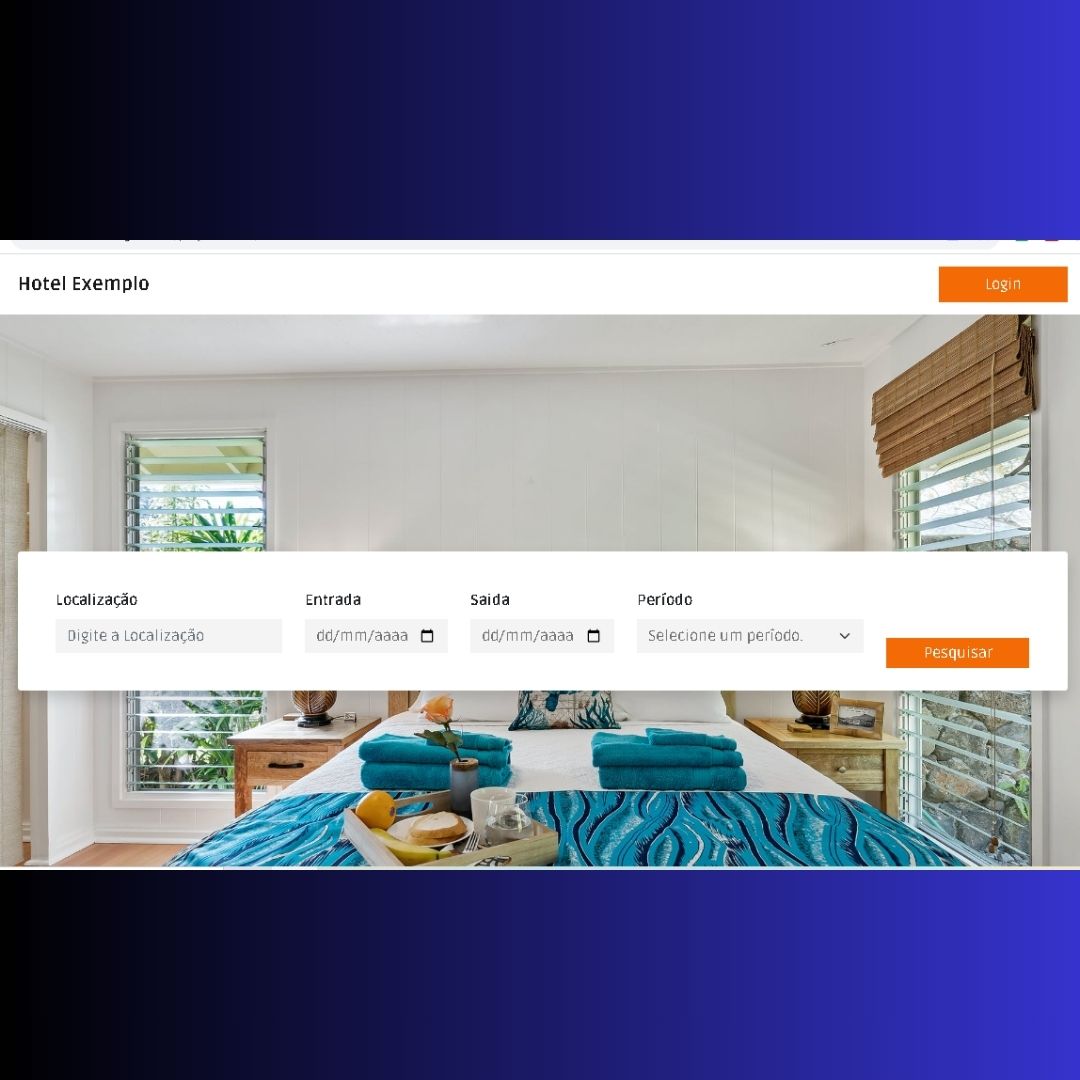 Hotel Exemplo
Login
Localização
Entrada
Saida
Período
Digite a Localização
dd/mm/aaaa
dd/mm/aaaa
Selecione um período.
Pesquisar